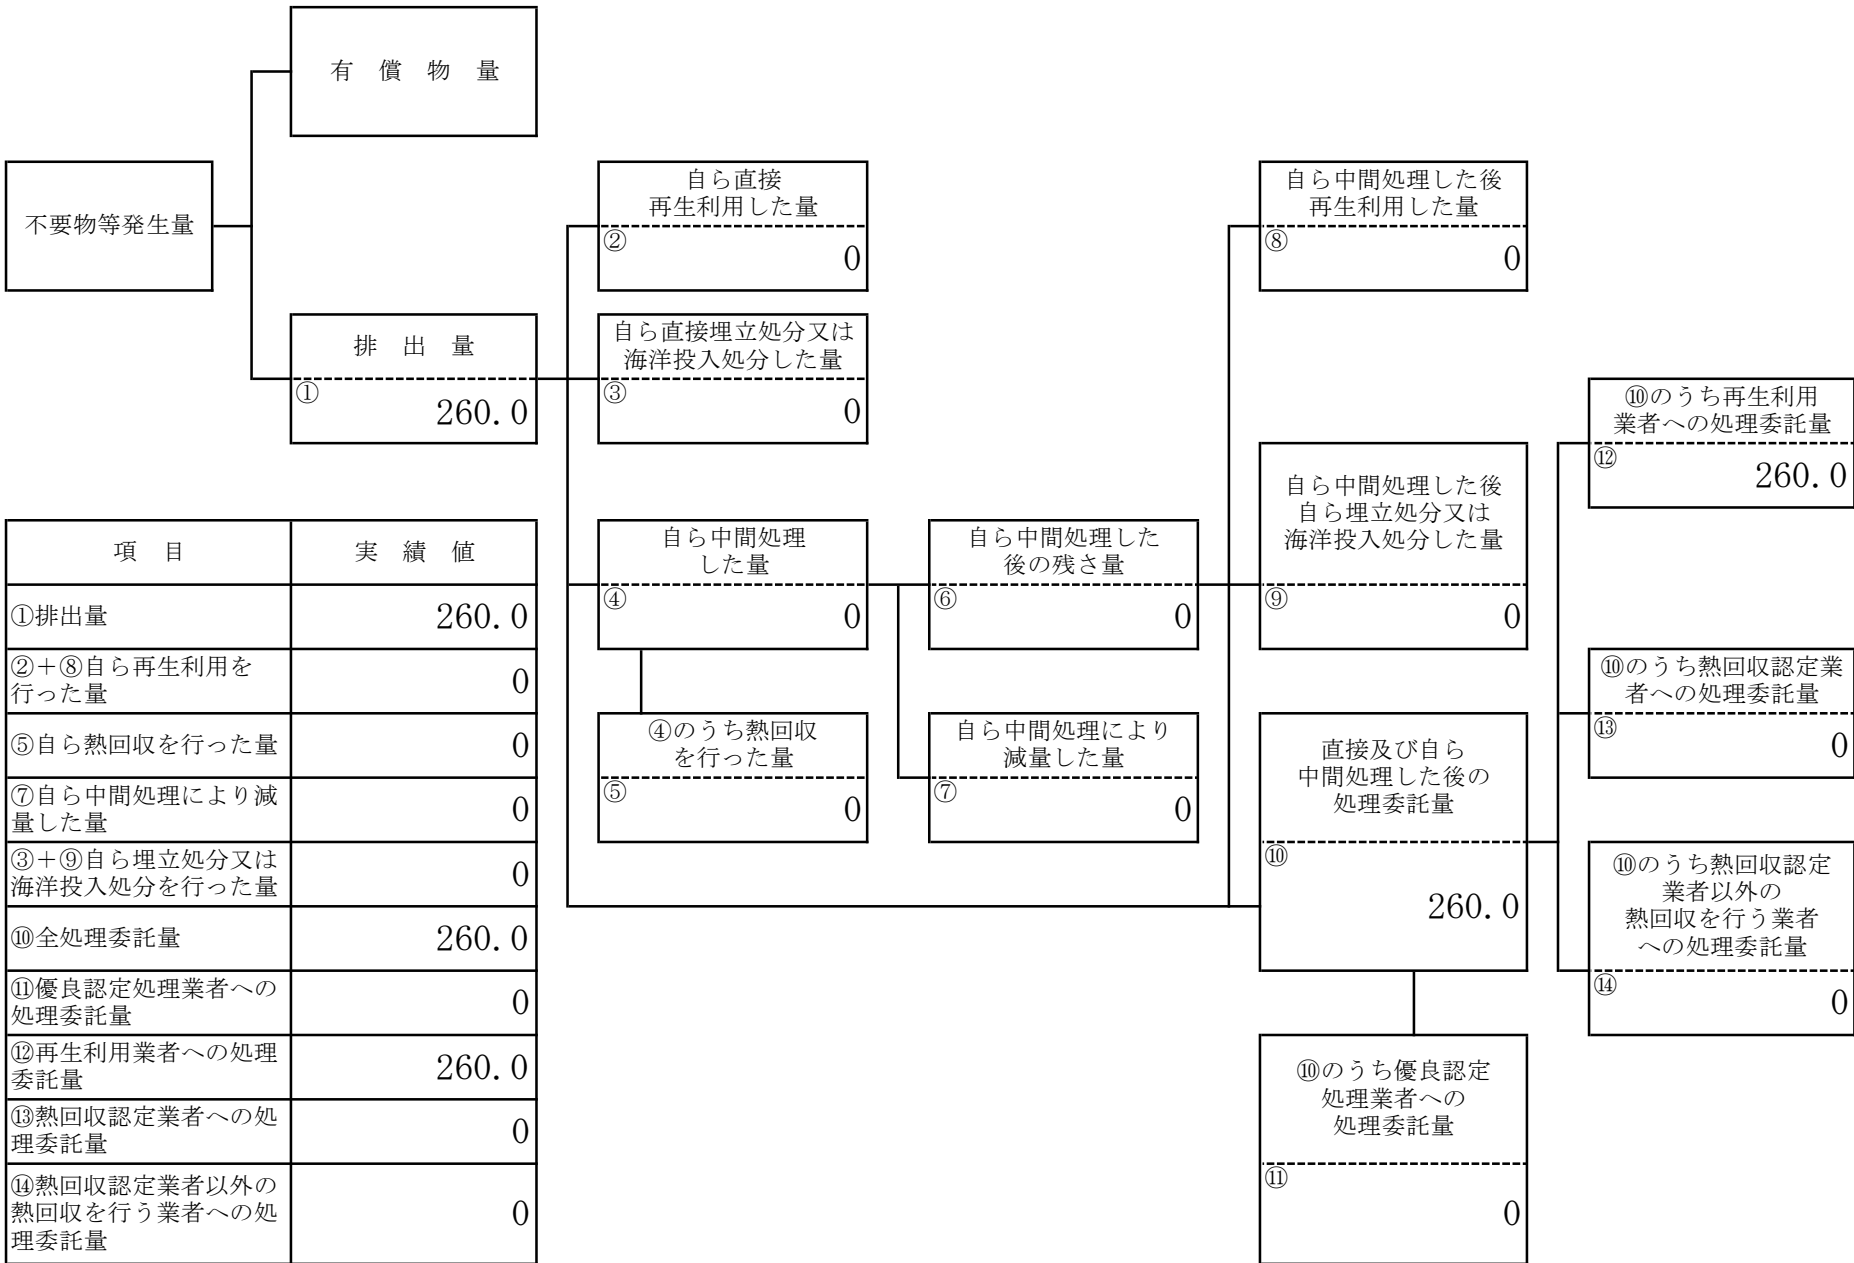 有 償 物 量
不要物等発生量
自ら直接
再生利用した量
②
0
自ら中間処理した後
再生利用した量
⑧
0
排 出 量
①
260.0
自ら直接埋立処分又は
海洋投入処分した量
③
0
⑩のうち再生利用
業者への処理委託量
⑫
260.0
自ら中間処理した後
自ら埋立処分又は
海洋投入処分した量
⑨
0
自ら中間処理
した量
④
0
自ら中間処理した
後の残さ量
⑥
0
④のうち熱回収
を行った量
⑤
0
自ら中間処理により
減量した量
⑦
0
直接及び自ら
中間処理した後の
処理委託量
⑩
260.0
⑩のうち熱回収認定業
者への処理委託量
⑬
0
⑩のうち熱回収認定
業者以外の
熱回収を行う業者
への処理委託量
⑭
0
⑩のうち優良認定
処理業者への
処理委託量
⑪
0
項 目 実 績 値
①排出量 260.0
②+⑧自ら再生利用を
行った量 0
⑤自ら熱回収を行った量 0
⑦自ら中間処理により減
量した量 0
③+⑨自ら埋立処分又は
海洋投入処分を行った量 0
⑩全処理委託量 260.0
⑪優良認定処理業者への
処理委託量 0
⑫再生利用業者への処理
委託量 260.0
⑬熱回収認定業者への処
理委託量 0
⑭熱回収認定業者以外の
熱回収を行う業者への処
理委託量 0